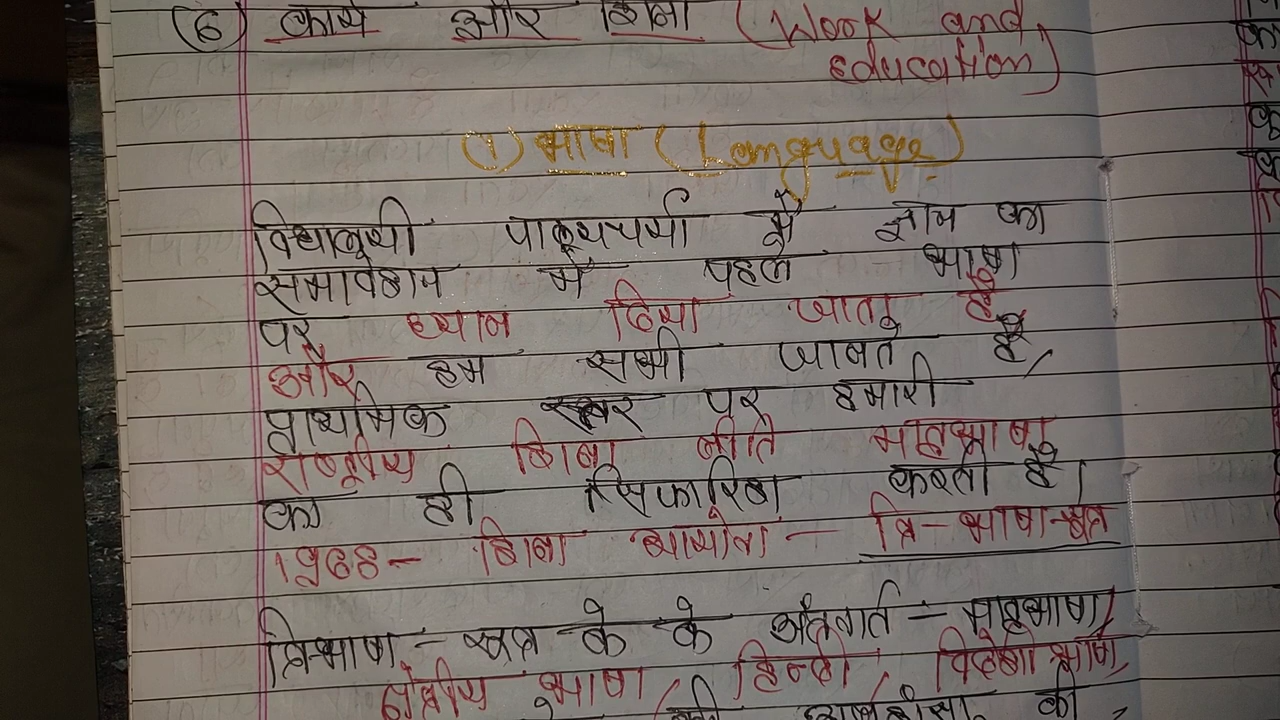 (6) कार्य और शिक्षा (Work and
education)
(1) भाषा (Language)
विद्यालयी पाठ्यचर्या में ज्ञान का
समावेशन में पहले भाषा
पर ध्यान दिया जाता है
और हम सभी जानते हैं,
प्राथमिक स्तर पर हमारी
राष्ट्रीय शिक्षा नीति मातृभाषा
का ही सिफारिश करती है।
शिक्षा आयोग - त्रि-भाषा-सूत्र
त्रिभाषा - सूत्र के के अंतर्गत - मातृभाषा/
क्षेत्रीय भाषा, हिन्दी, विदेशी भाषा,
की